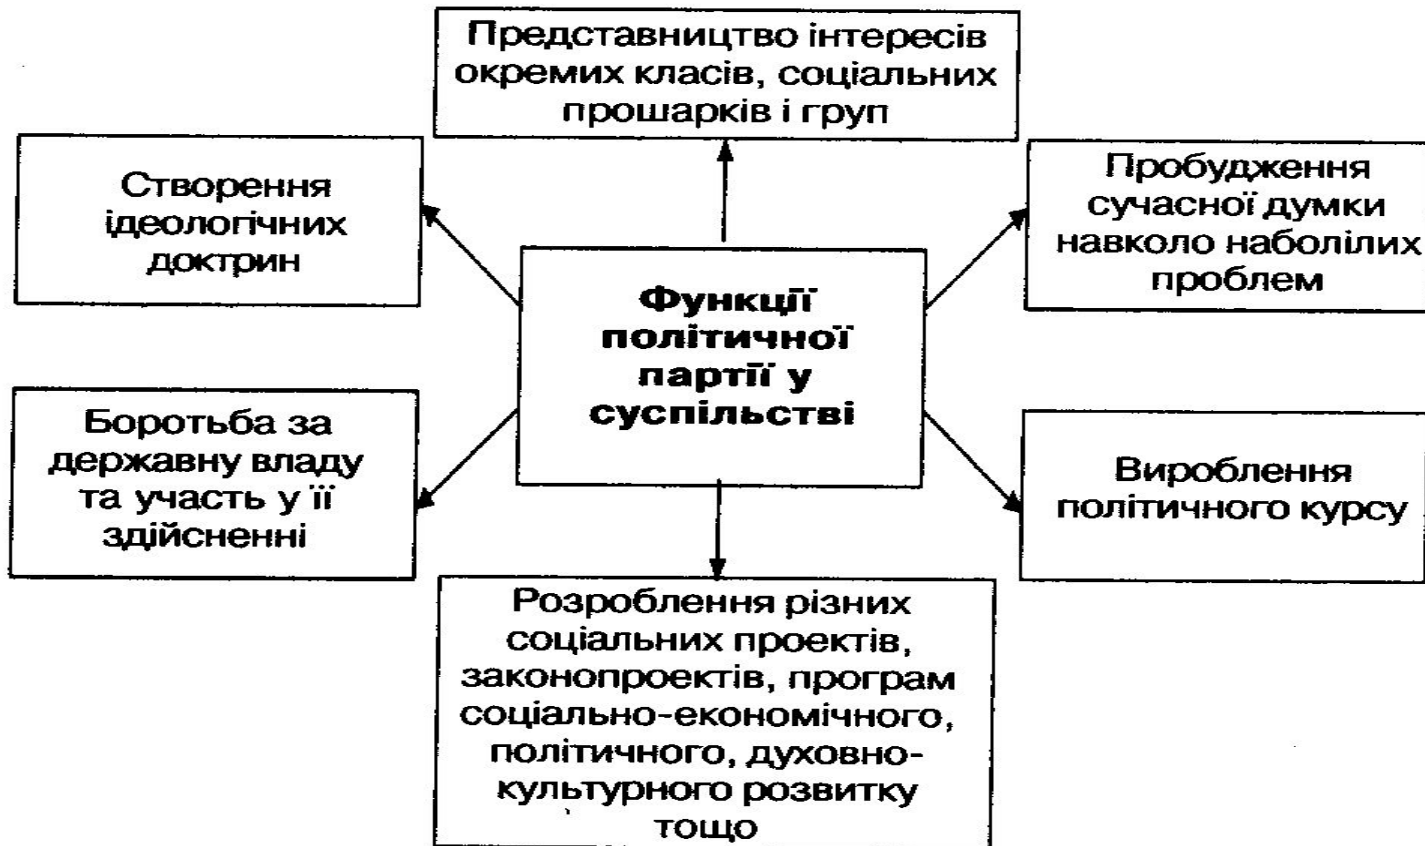 Представництво інтересів
окремих класів, соціальних
прошарків і груп
Створення
ідеологічних
доктрин
Пробудження
сучасної думки
навколо наболілих
проблем
Функції
політичної
партії у
суспільстві
Боротьба за
державну владу
та участь у її
здійсненні
Вироблення
політичного курсу
Розроблення різних
соціальних проектів,
законопроектів, програм
соціально-економічного,
політичного, духовно-
культурного розвитку
тощо